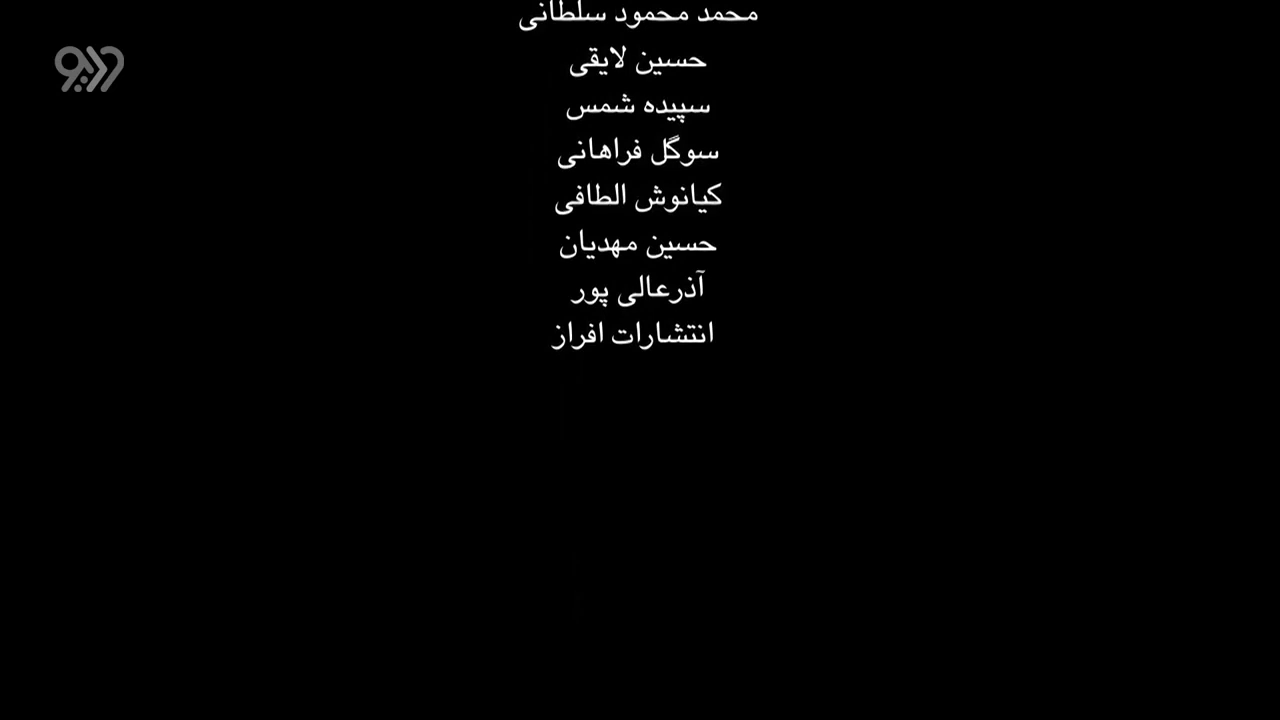 محمد محمود سلطانی
حسین لایقی
سپیده شمس
سوگل فراهانی
کیانوش الطافی
حسین مهدیان
آذرعالی پور
انتشارات افراز